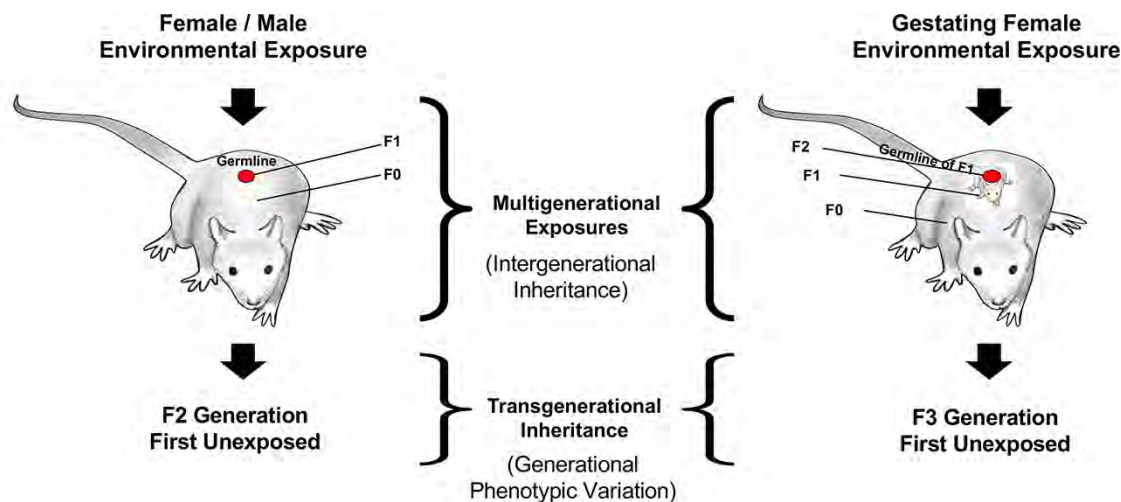 Female / Male
Environmental Exposure
Germline
F1
F0
F2 Generation
First Unexposed
Multigenerational
Exposures
(Intergenerational
Inheritance)
Transgenerational
Inheritance
(Generational
Phenotypic Variation)
Gestating Female
Environmental Exposure
F2
Germline of F1
F1
F0
F3 Generation
First Unexposed